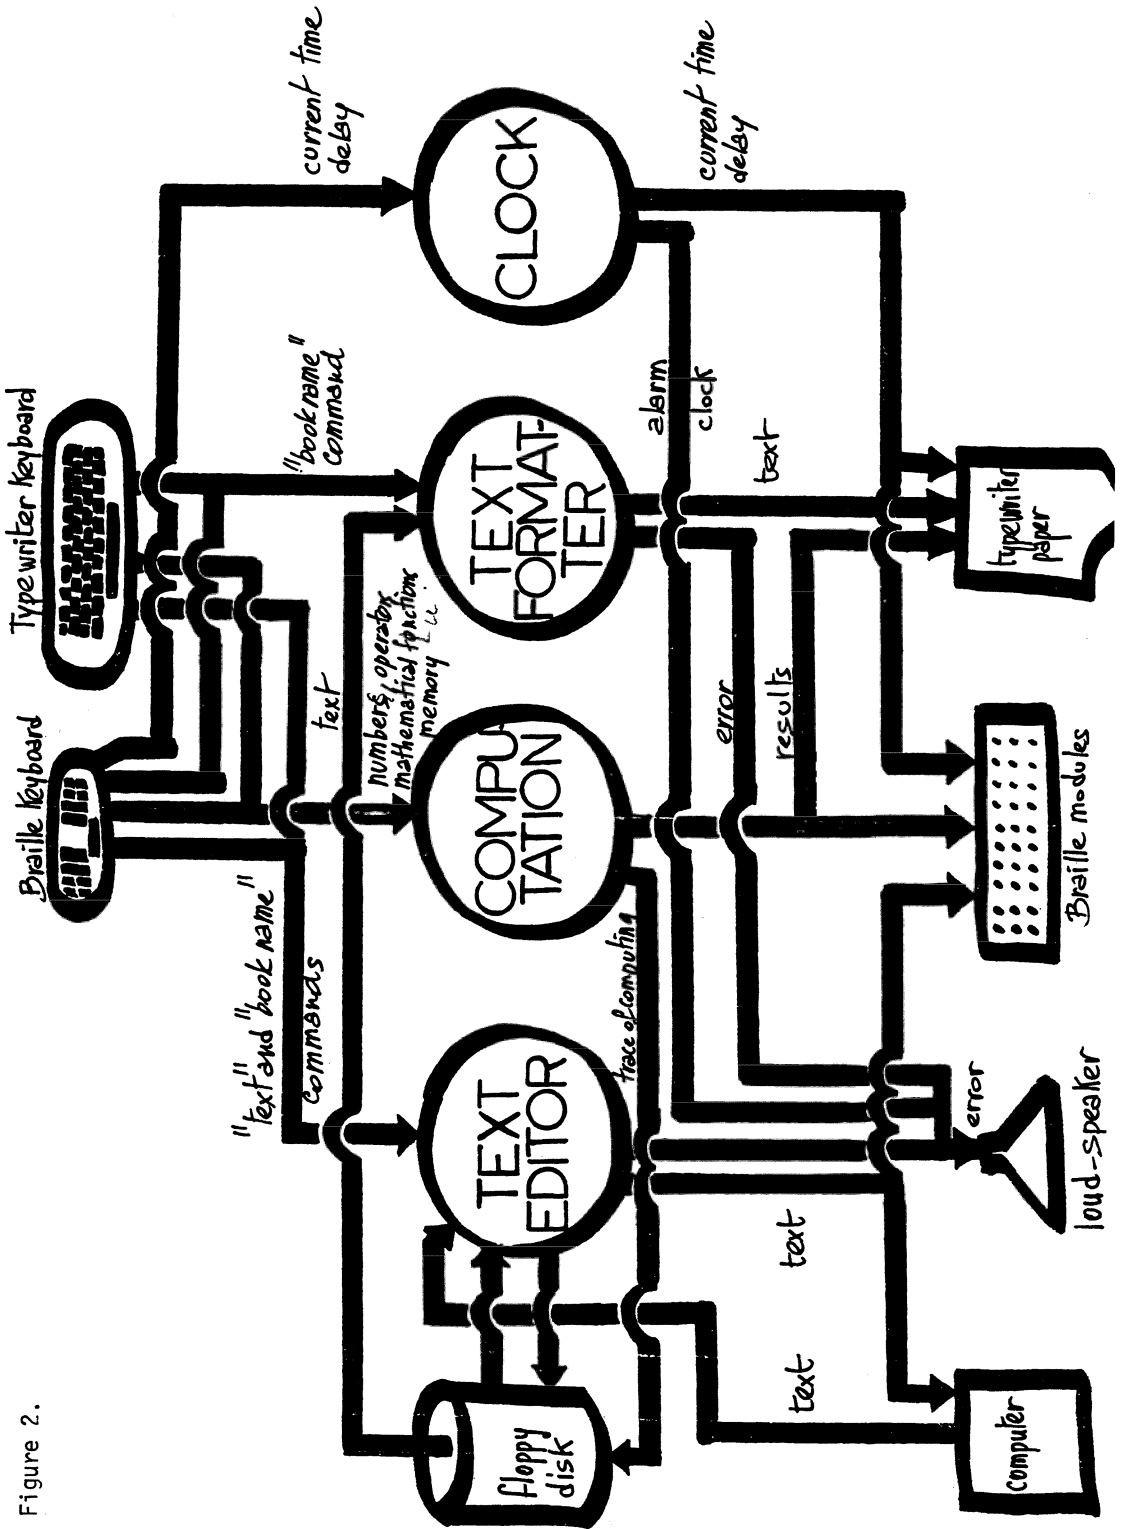 Figure 2.
Braille Keyboard
Typewriter Keyboard
"text" and "book name"
commands
text
"book name"
command
current time
delay
numbers, operators
mathematical functions
memory
floppy
disk
TEXT
EDITOR
COMPU-
TATION
TEXT
FORMAT-
TER
CLOCK
trace of computing
error
results
alarm
clock
text
current time
delay
text
text
error
computer
loud-speaker
Braille modules
typewriter
paper